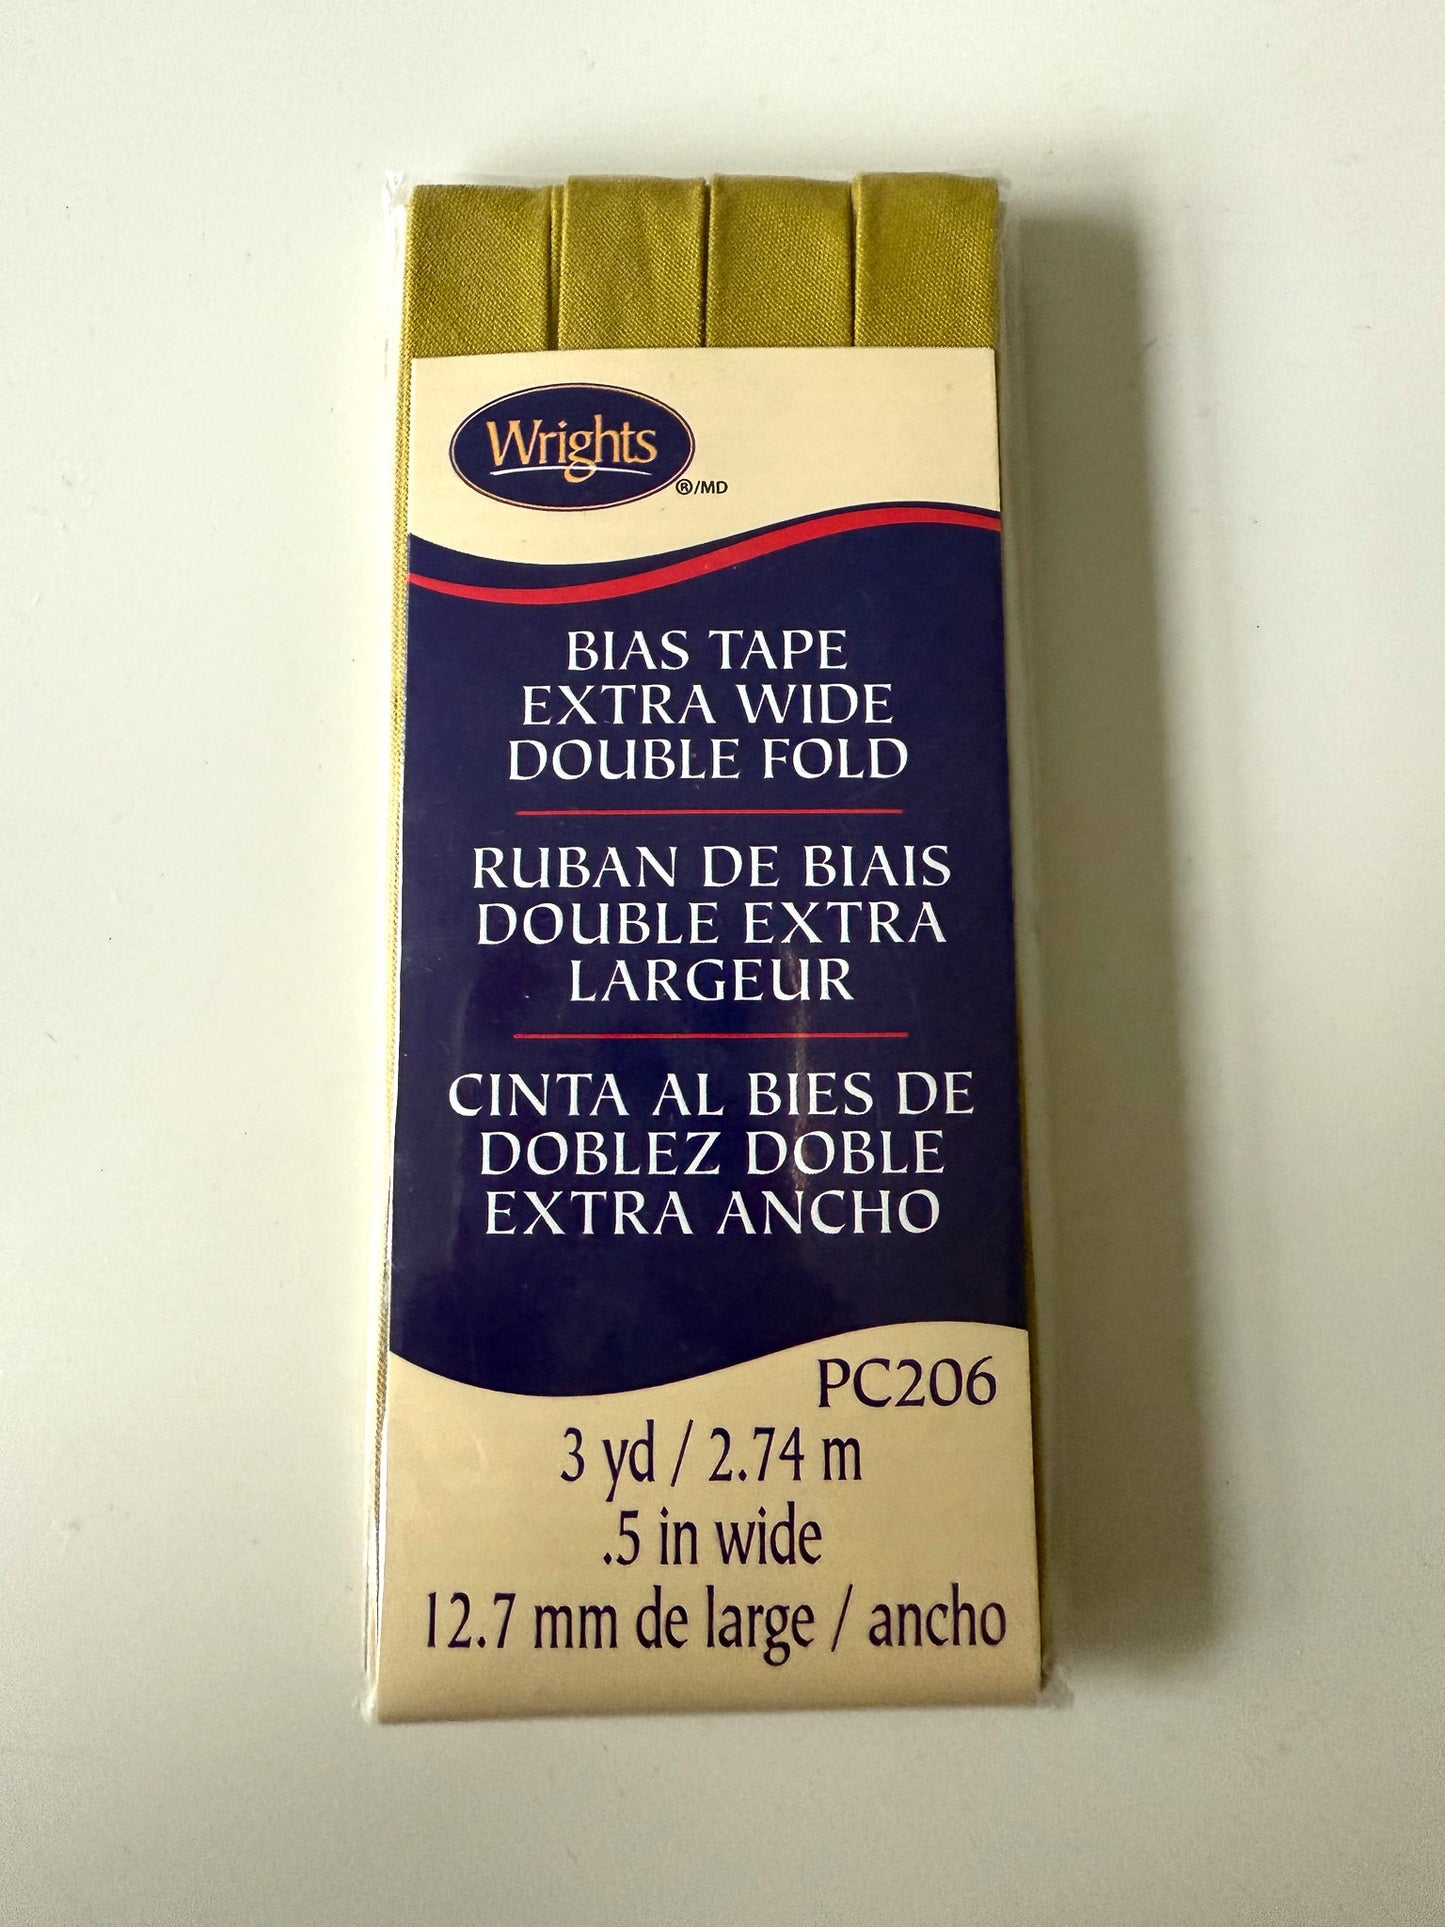 Wrights
®/MD
BIAS TAPE
EXTRA WIDE
DOUBLE FOLD
RUBAN DE BIAIS
DOUBLE EXTRA
LARGEUR
CINTA AL BIES DE
DOBLEZ DOBLE
EXTRA ANCHO
PC206
3 yd / 2.74 m
.5 in wide
12.7 mm de large / ancho